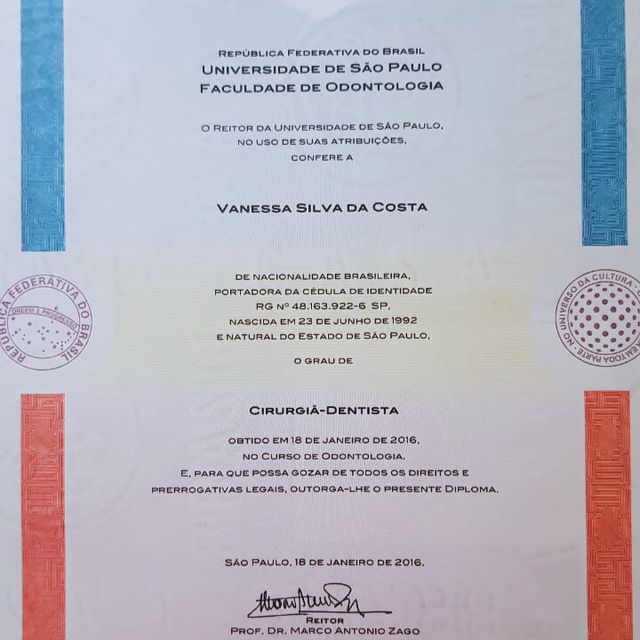 República Federativa do Brasil
Universidade de São Paulo
Faculdade de Odontologia
O Reitor da Universidade de São Paulo,
no uso de suas atribuições,
confere a
Vanessa Silva da Costa
de nacionalidade brasileira,
portadora da cédula de identidade
RG nº 48.163.922-6 SP,
nascida em 23 de junho de 1992
e natural do Estado de São Paulo,
o grau de
República Federativa do Brasil
Ordem e Progresso
No Universo da Cultura
em toda parte
Cirurgiã-Dentista
obtido em 18 de janeiro de 2016,
no Curso de Odontologia.
E, para que possa gozar de todos os direitos e
prerrogativas legais, outorga-lhe o presente Diploma.
São Paulo, 18 de janeiro de 2016.
Reitor
Prof. Dr. Marco Antonio Zago